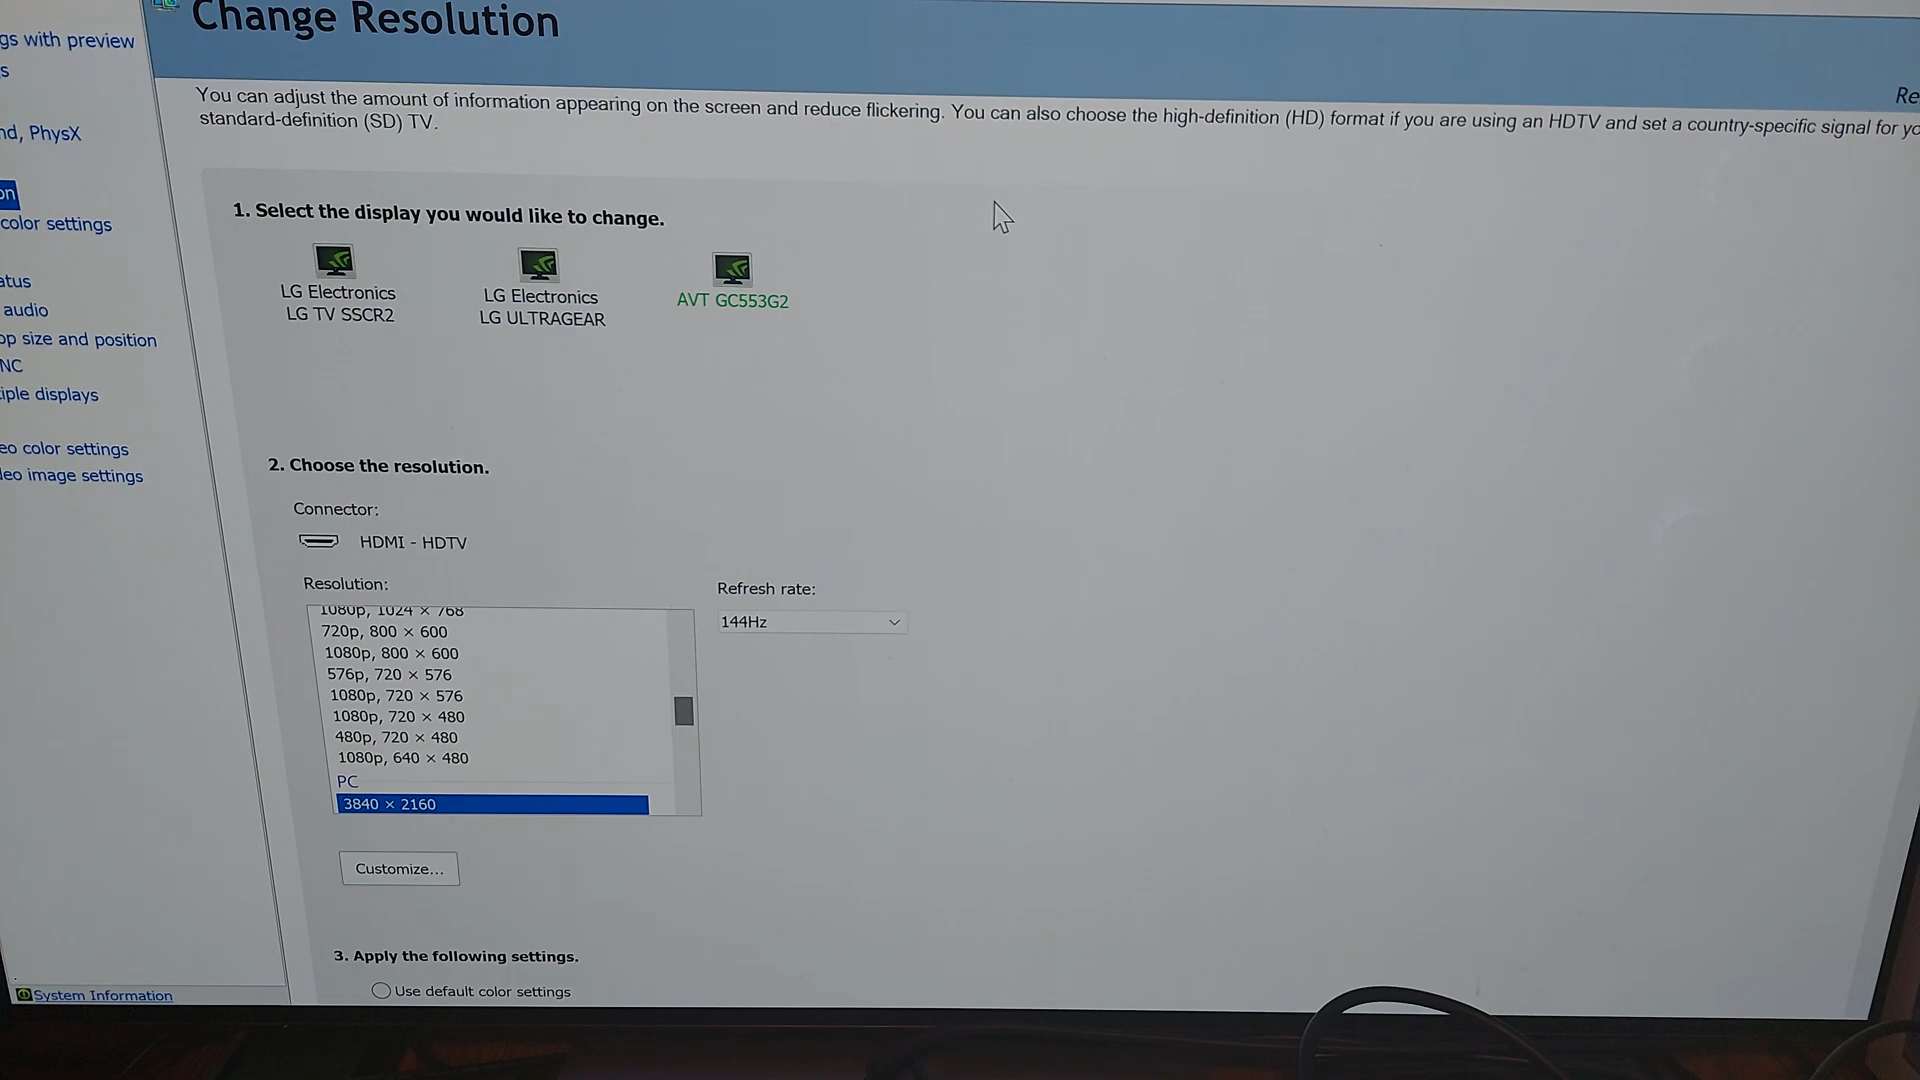 Change Resolution
gs with preview
s
nd, PhysX
on
color settings
atus
audio
op size and position
NC
iple displays
eo color settings
deo image settings
System Information
Re
You can adjust the amount of information appearing on the screen and reduce flickering. You can also choose the high-definition (HD) format if you are using an HDTV and set a country-specific signal for yo
standard-definition (SD) TV.
1. Select the display you would like to change.
LG Electronics
LG TV SSCR2
LG Electronics
LG ULTRAGEAR
AVT GC553G2
2. Choose the resolution.
Connector:
HDMI - HDTV
Resolution:
Refresh rate:
144Hz
1080p, 1024 × 768
720p, 800 × 600
1080p, 800 × 600
576p, 720 × 576
1080p, 720 × 576
1080p, 720 × 480
480p, 720 × 480
1080p, 640 × 480
PC
3840 × 2160
Customize...
3. Apply the following settings.
Use default color settings